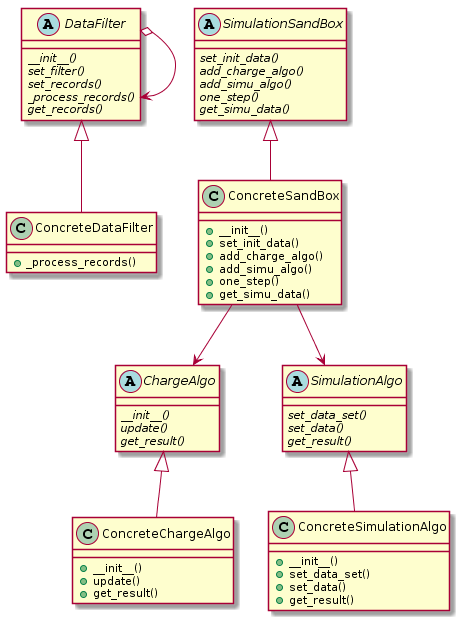 A DataFilter
__init__()
set_filter()
set_records()
_process_records()
get_records()
A SimulationSandBox
set_init_data()
add_charge_algo()
add_simu_algo()
one_step()
get_simu_data()
C ConcreteDataFilter
_process_records()
C ConcreteSandBox
__init__()
set_init_data()
add_charge_algo()
add_simu_algo()
one_step()
get_simu_data()
A ChargeAlgo
__init__()
update()
get_result()
A SimulationAlgo
set_data_set()
set_data()
get_result()
C ConcreteChargeAlgo
__init__()
update()
get_result()
C ConcreteSimulationAlgo
__init__()
set_data_set()
set_data()
get_result()